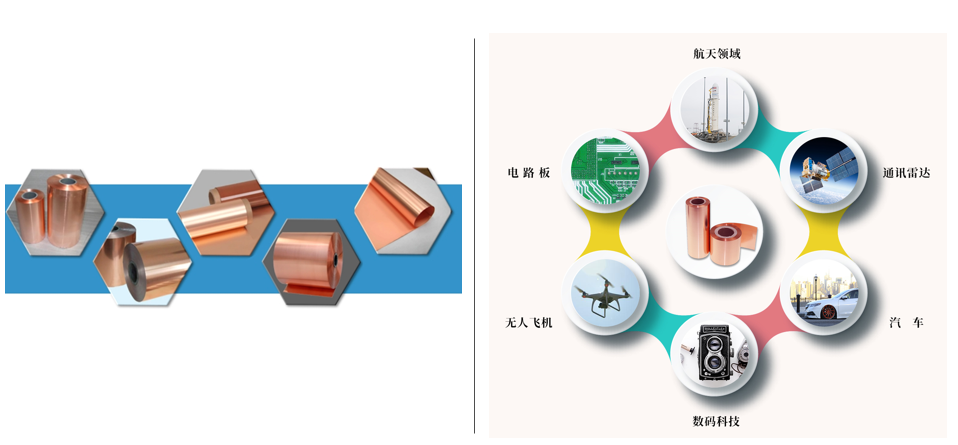 航天领域
电路板
通讯雷达
无人飞机
汽 车
数码科技